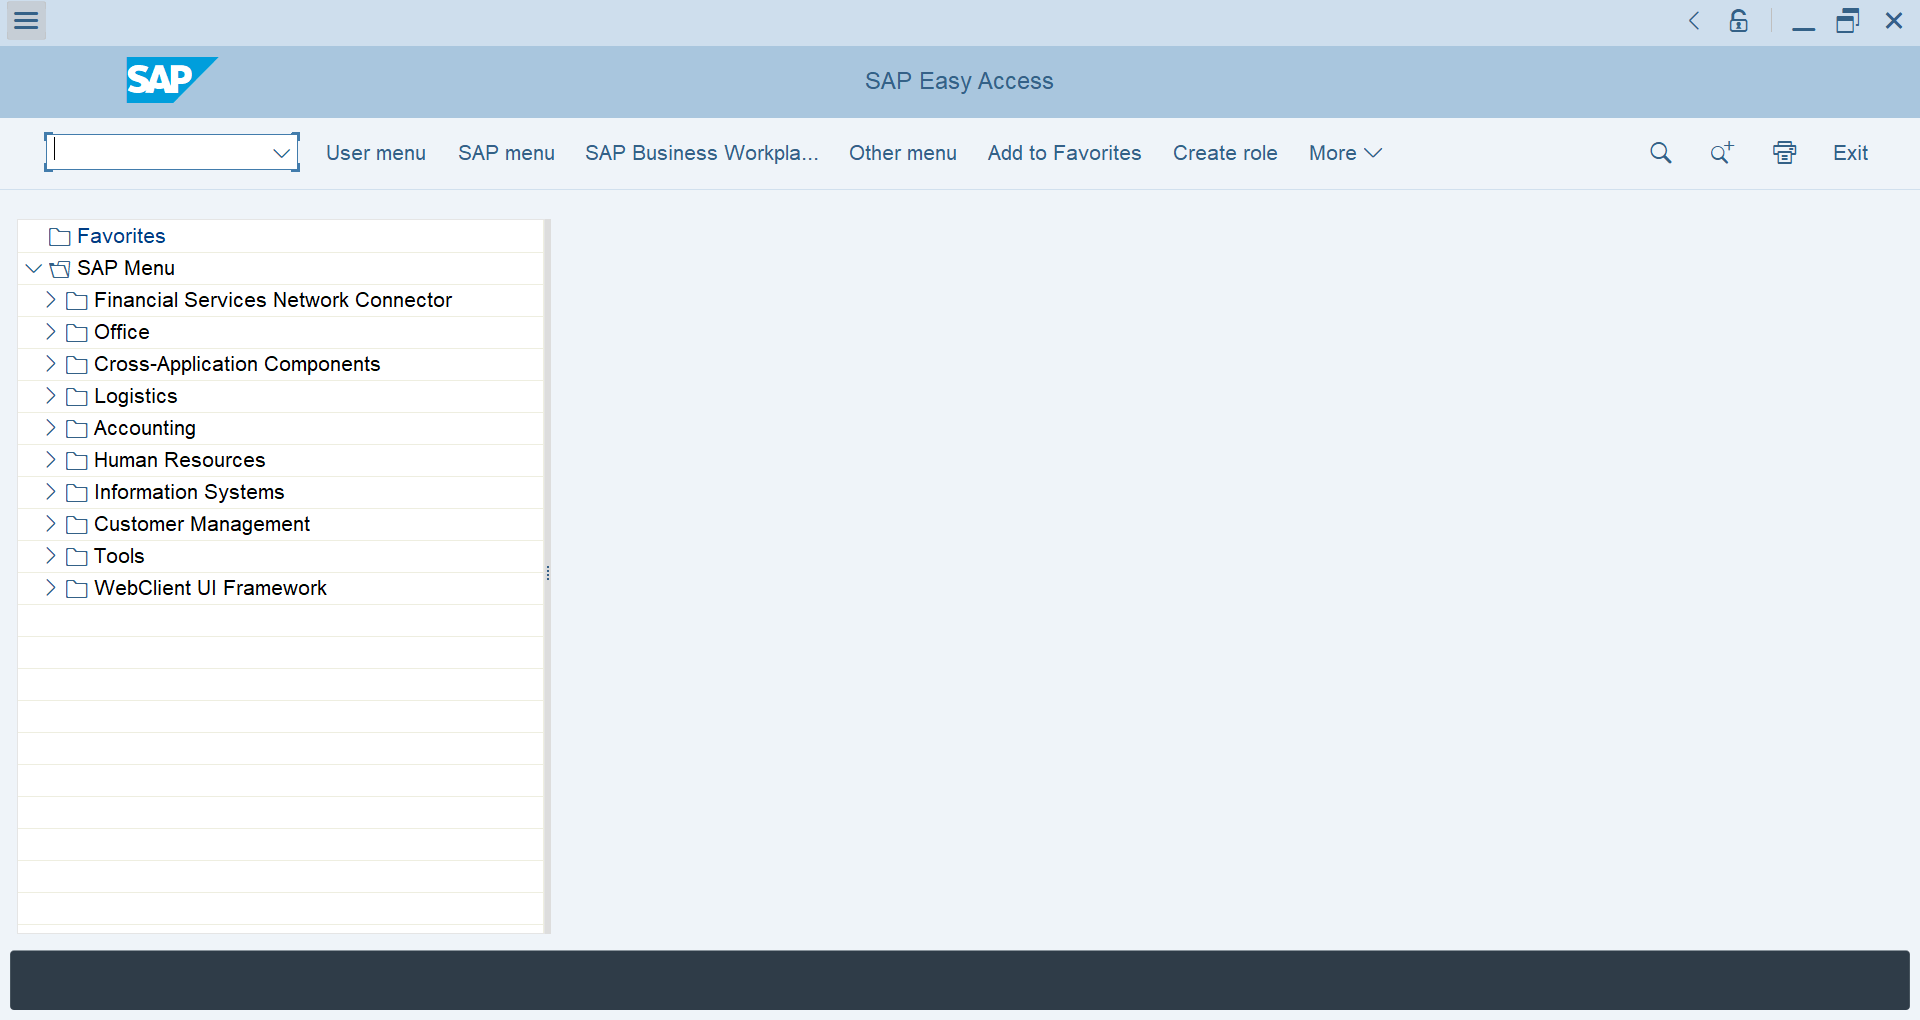 SAP
SAP Easy Access
User menu SAP menu SAP Business Workpla... Other menu Add to Favorites Create role More Exit
Favorites
SAP Menu
Financial Services Network Connector
Office
Cross-Application Components
Logistics
Accounting
Human Resources
Information Systems
Customer Management
Tools
WebClient UI Framework